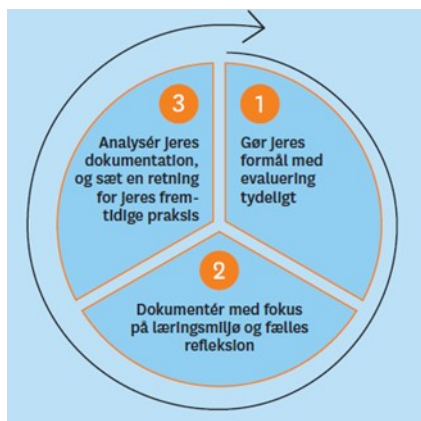 1
Gør jeres
formål med
evaluering
tydeligt
2
Dokumentér med fokus
på læringsmiljø og fælles
refleksion
3
Analysér jeres
dokumentation,
og sæt en retning
for jeres frem-
tidige praksis